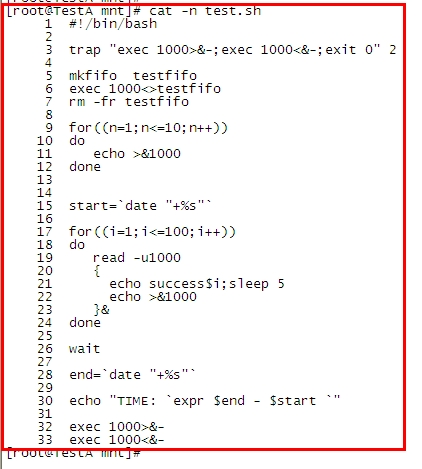 [root@TestA mnt]# cat -n test.sh
1 #!/bin/bash
2
3 trap "exec 1000>&-;exec 1000<&-;exit 0" 2
4
5 mkfifo  testfifo
6 exec 1000<>testfifo
7 rm -fr testfifo
8
9 for((n=1;n<=10;n++))
10 do
11    echo >&1000
12 done
13
14
15 start=`date "+%s"`
16
17 for((i=1;i<=100;i++))
18 do
19    read -u1000
20    {
21      echo success$i;sleep 5
22      echo >&1000
23    }&
24 done
25
26 wait
27
28 end=`date "+%s"`
29
30 echo "TIME: `expr $end - $start `"
31
32 exec 1000>&-
33 exec 1000<&-
[root@TestA mnt]#